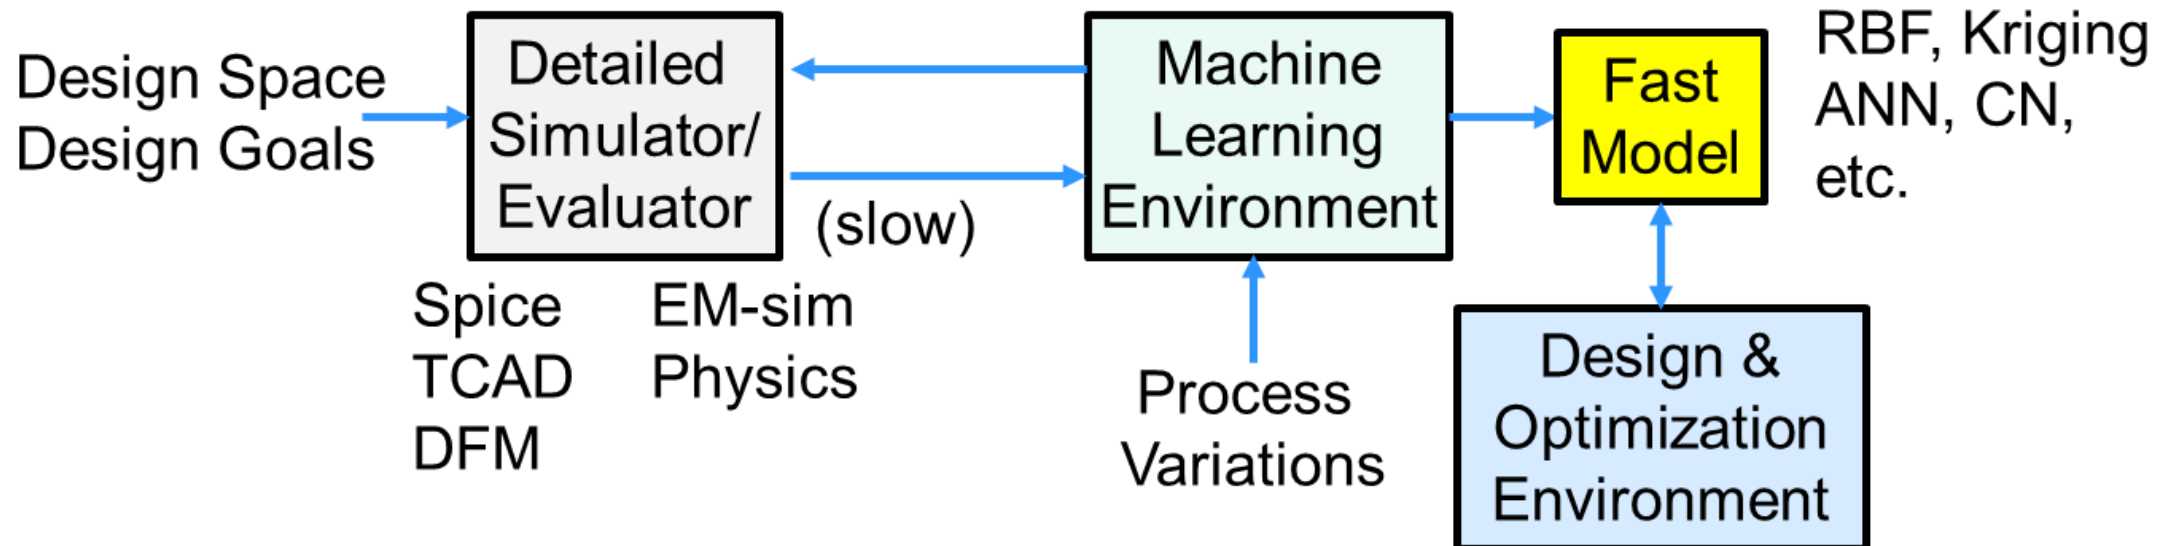 Design Space
Design Goals
Detailed
Simulator/
Evaluator
(slow)
Spice
TCAD
DFM
EM-sim
Physics
Machine
Learning
Environment
Process
Variations
Fast
Model
RBF, Kriging
ANN, CN,
etc.
Design &
Optimization
Environment